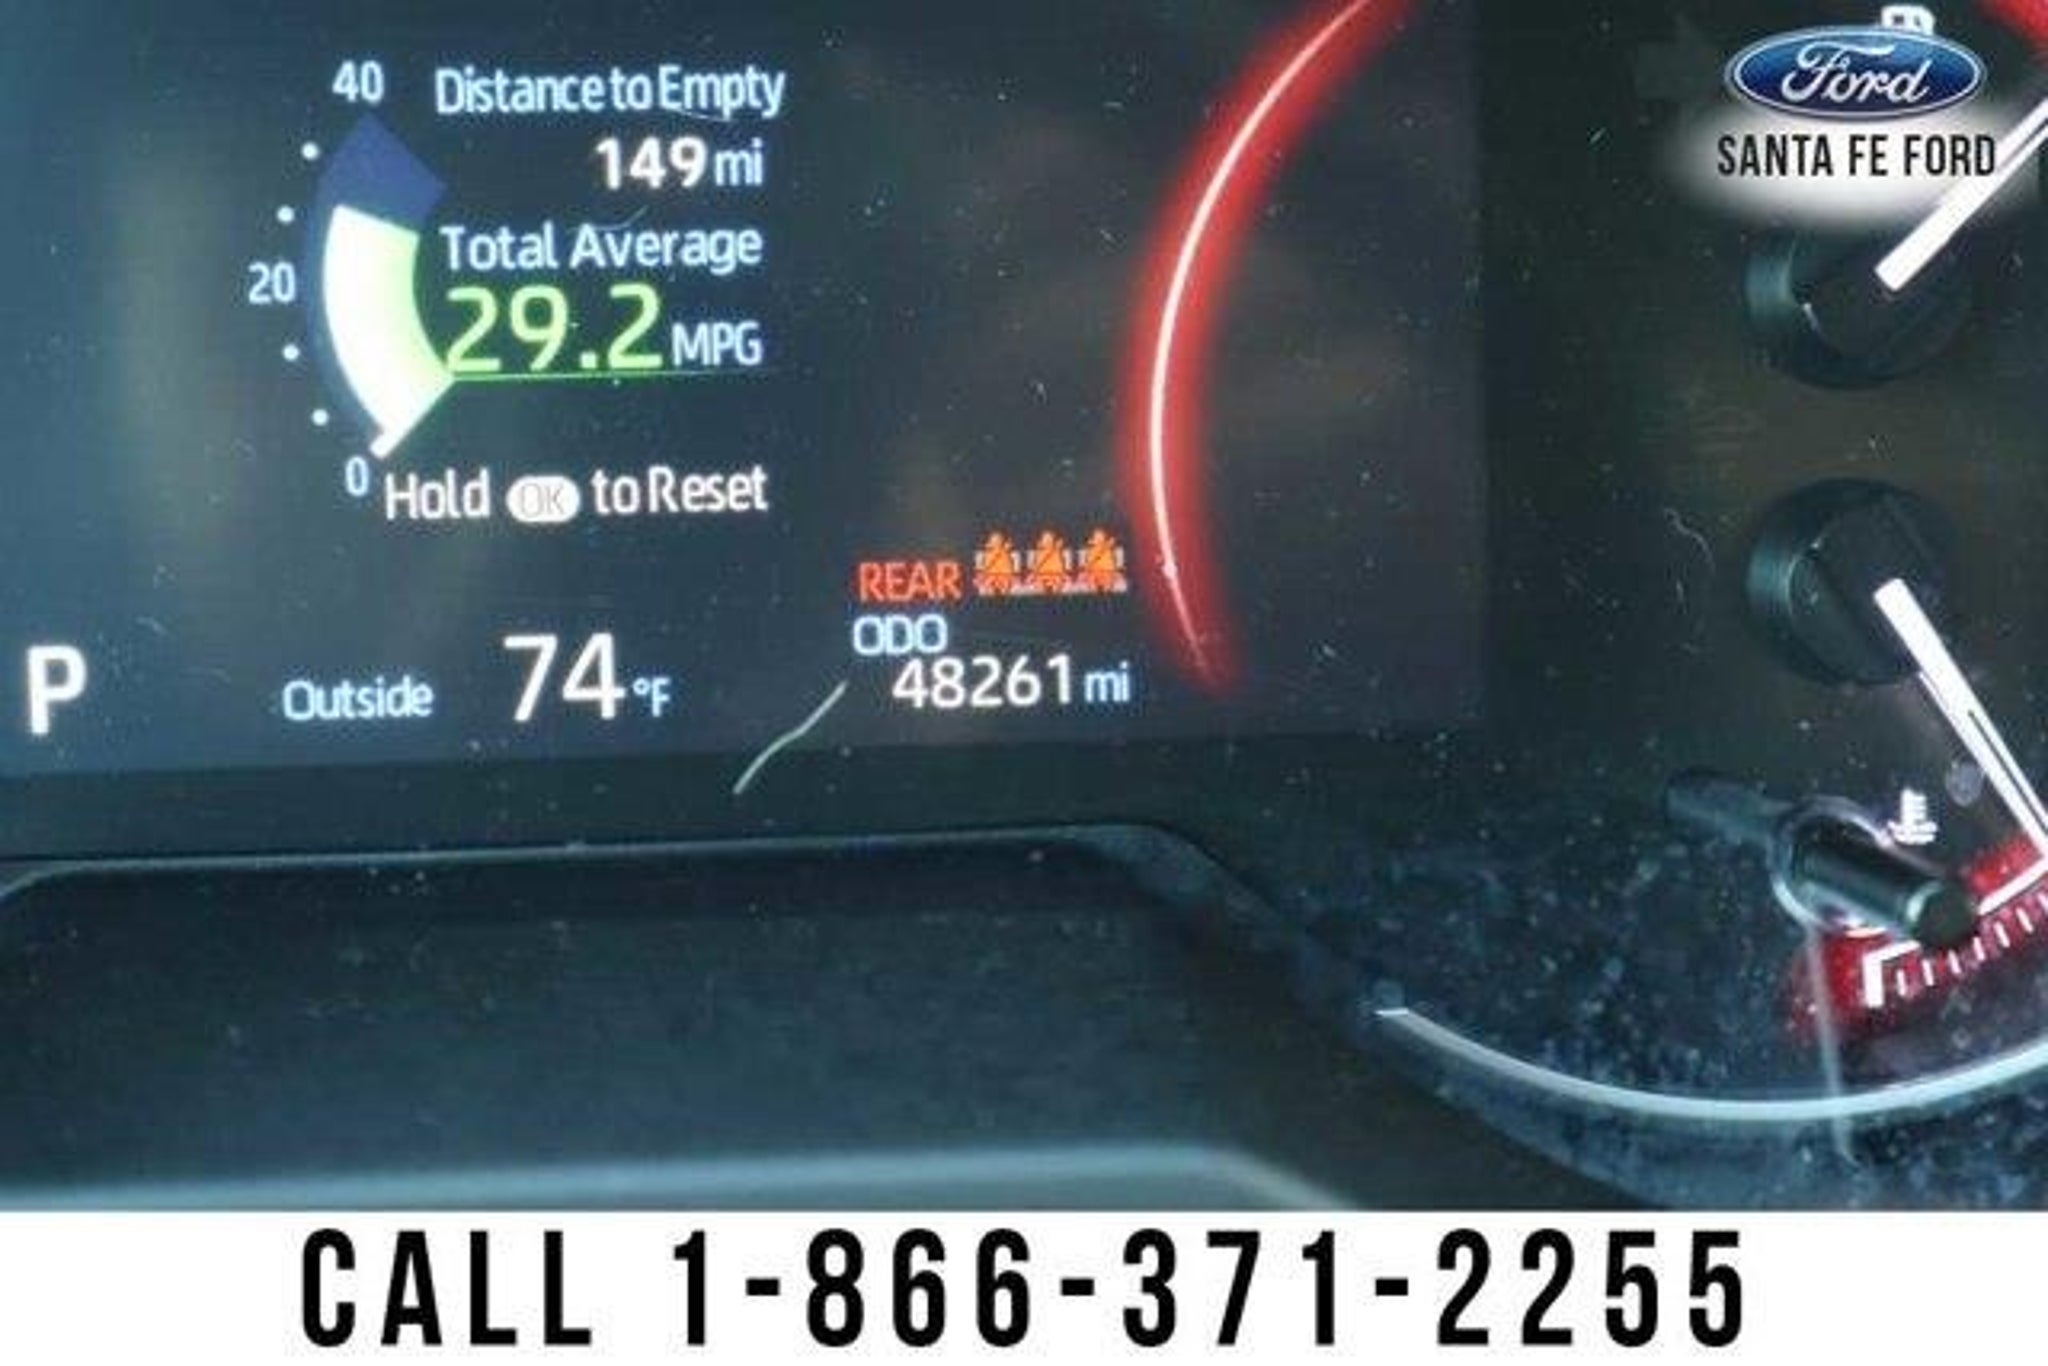 40
Distance to Empty
149 mi
Total Average
20
29.2 MPG
0
Hold OK to Reset
REAR
ODO
48261 mi
P
Outside 74 °F
Ford
SANTA FE FORD
CALL 1-866-371-2255